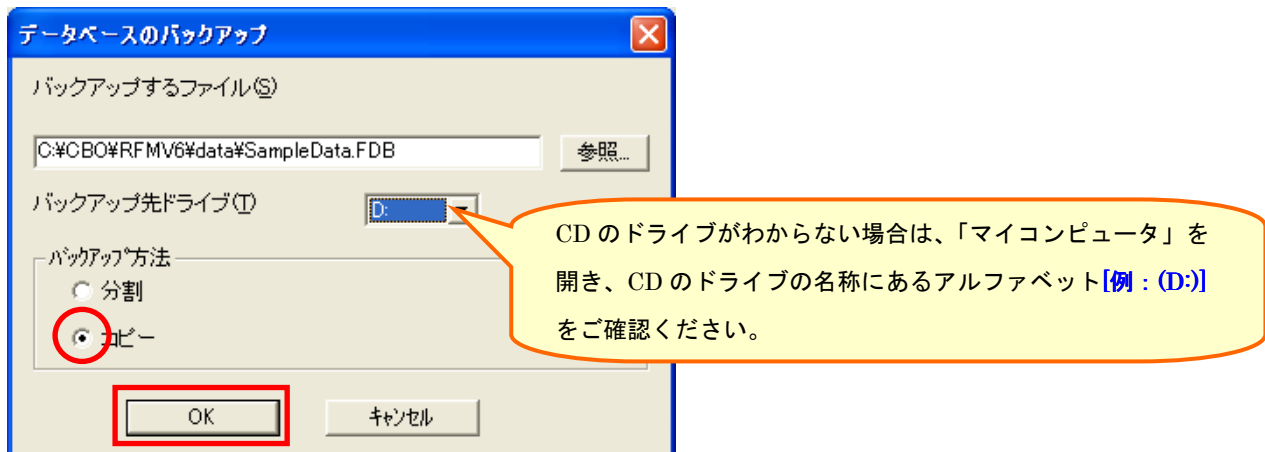 データベースのバックアップ
バックアップするファイル(S)
C:¥CBO¥RFMV6¥data¥SampleData.FDB
参照...
バックアップ先ドライブ(T)
D:
CD のドライブがわからない場合は、「マイコンピュータ」を
開き、CD のドライブの名称にあるアルファベット[例：(D:)]
をご確認ください。
ﾊﾞｯｸｱｯﾌﾟ方法
分割
コピー
OK
ｷｬﾝｾﾙ